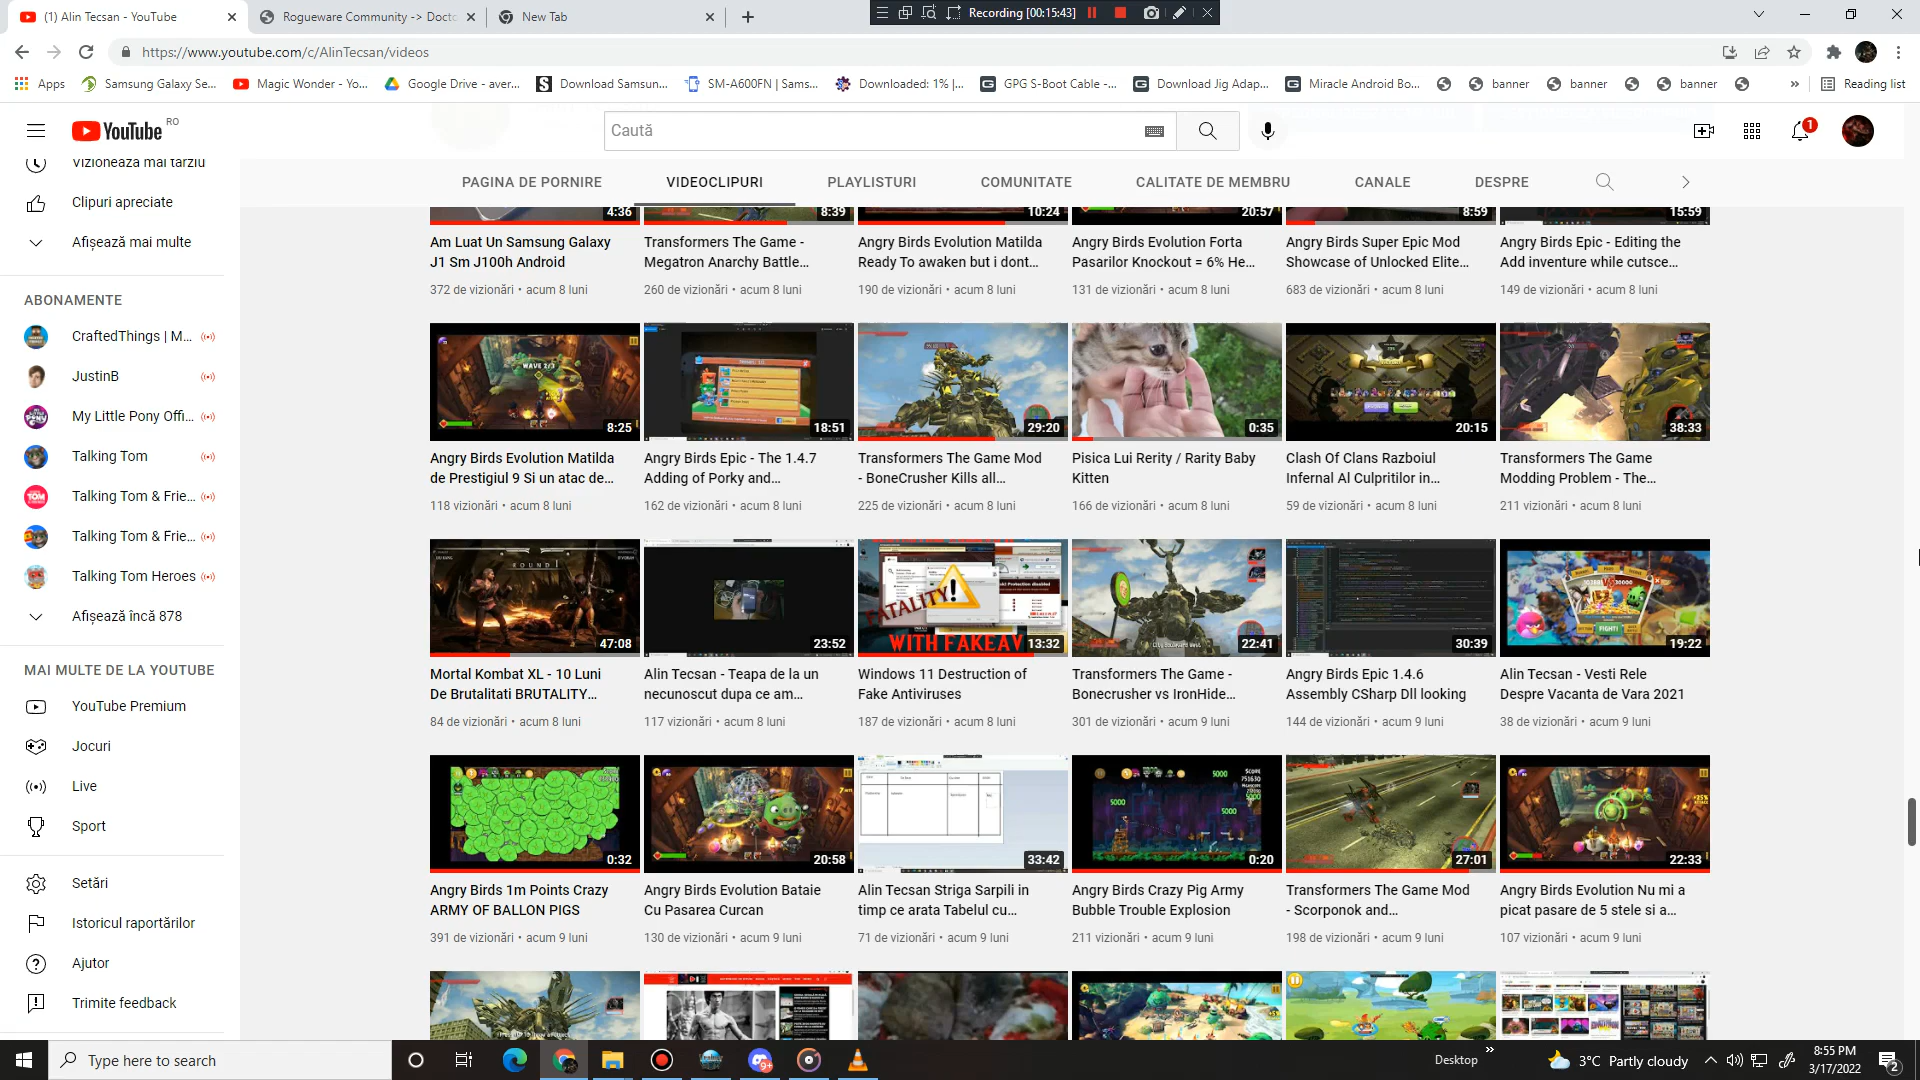 (1) Alin Tecsan - YouTube
Rogueware Community -> Docto
New Tab
Recording [00:15:43]
https://www.youtube.com/c/AlinTecsan/videos
Apps
Samsung Galaxy Se...
Magic Wonder - Yo...
Google Drive - aver...
Download Samsun...
SM-A600FN | Sams...
Downloaded: 1% |...
GPG S-Boot Cable -...
Download Jig Adap...
Miracle Android Bo...
banner
banner
banner
Reading list
YouTube RO
Caută
1
Vizionează mai târziu
Clipuri apreciate
Afișează mai multe
ABONAMENTE
CraftedThings | M...
JustinB
My Little Pony Offi...
Talking Tom
Talking Tom & Frie...
Talking Tom & Frie...
Talking Tom Heroes
Afișează încă 878
MAI MULTE DE LA YOUTUBE
YouTube Premium
Jocuri
Live
Sport
Setări
Istoricul raportărilor
Ajutor
Trimite feedback
PAGINA DE PORNIRE
VIDEOCLIPURI
PLAYLISTURI
COMUNITATE
CALITATE DE MEMBRU
CANALE
DESPRE
4:36
8:39
10:24
20:57
8:59
15:59
Am Luat Un Samsung Galaxy
J1 Sm J100h Android
372 de vizionări • acum 8 luni
Transformers The Game -
Megatron Anarchy Battle...
260 de vizionări • acum 8 luni
Angry Birds Evolution Matilda
Ready To awaken but i dont...
190 de vizionări • acum 8 luni
Angry Birds Evolution Forta
Pasarilor Knockout = 6% He...
131 de vizionări • acum 8 luni
Angry Birds Super Epic Mod
Showcase of Unlocked Elite...
683 de vizionări • acum 8 luni
Angry Birds Epic - Editing the
Add inventure while cutsce...
149 de vizionări • acum 8 luni
WAVE 2/3
8:25
18:51
29:20
0:35
20:15
38:33
Angry Birds Evolution Matilda
de Prestigiul 9 Si un atac de...
118 vizionări • acum 8 luni
Angry Birds Epic - The 1.4.7
Adding of Porky and...
162 de vizionări • acum 8 luni
Transformers The Game Mod
- BoneCrusher Kills all...
225 de vizionări • acum 8 luni
Pisica Lui Rerity / Rarity Baby
Kitten
166 de vizionări • acum 8 luni
Clash Of Clans Razboiul
Infernal Al Culpritilor in...
59 de vizionări • acum 8 luni
Transformers The Game
Modding Problem - The...
211 vizionări • acum 8 luni
ROUND 1
47:08
23:52
FATALITY!
WITH FAKEAV
13:32
22:41
30:39
FIGHT!
19:22
Mortal Kombat XL - 10 Luni
De Brutalitati BRUTALITY...
84 de vizionări • acum 8 luni
Alin Tecsan - Teapa de la un
necunoscut dupa ce am...
117 vizionări • acum 8 luni
Windows 11 Destruction of
Fake Antiviruses
187 de vizionări • acum 8 luni
Transformers The Game -
Bonecrusher vs IronHide...
301 de vizionări • acum 9 luni
Angry Birds Epic 1.4.6
Assembly CSharp Dll looking
144 de vizionări • acum 9 luni
Alin Tecsan - Vesti Rele
Despre Vacanta de Vara 2021
38 de vizionări • acum 9 luni
0:32
20:58
33:42
5000
5000
5000
0:20
27:01
22:33
Angry Birds 1m Points Crazy
ARMY OF BALLON PIGS
391 de vizionări • acum 9 luni
Angry Birds Evolution Bataie
Cu Pasarea Curcan
130 de vizionări • acum 9 luni
Alin Tecsan Striga Sarpili in
timp ce arata Tabelul cu...
71 de vizionări • acum 9 luni
Angry Birds Crazy Pig Army
Bubble Trouble Explosion
211 vizionări • acum 9 luni
Transformers The Game Mod
- Scorponok and...
198 de vizionări • acum 9 luni
Angry Birds Evolution Nu mi a
picat pasare de 5 stele si a...
107 vizionări • acum 9 luni
Type here to search
Desktop
3°C Partly cloudy
8:55 PM
3/17/2022
2